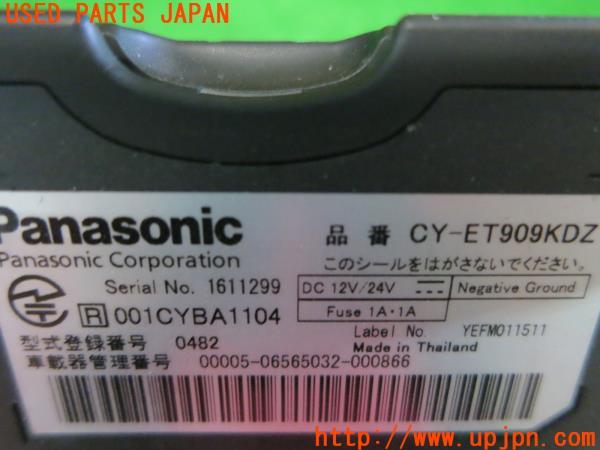 USED PARTS JAPAN
Panasonic
品番 CY-ET909KDZ
Panasonic Corporation
このシールをはがさないでください。
Serial No. 1611299
DC 12V/24V Negative Ground
R 001CYBA1104
Fuse 1A・1A
Label No. YEFM011511
型式登録番号 0482
Made in Thailand
車載器管理番号 00005-06565032-000866
http://www.upjpn.com